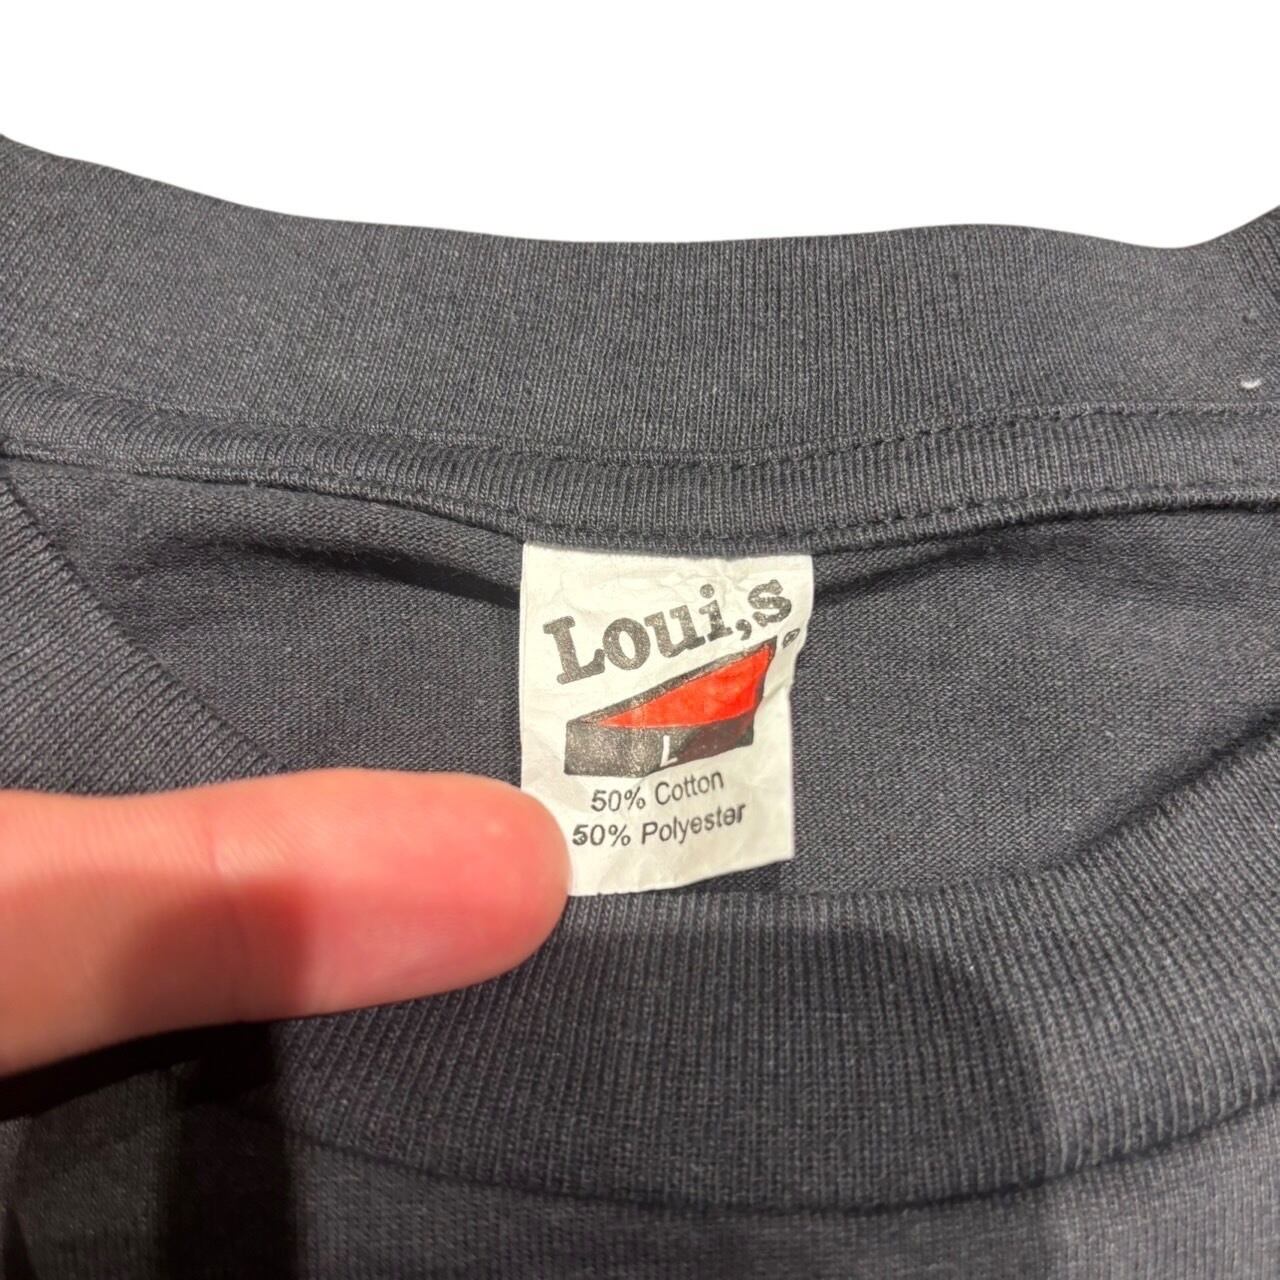 Loui,s
L
50% Cotton
50% Polyester